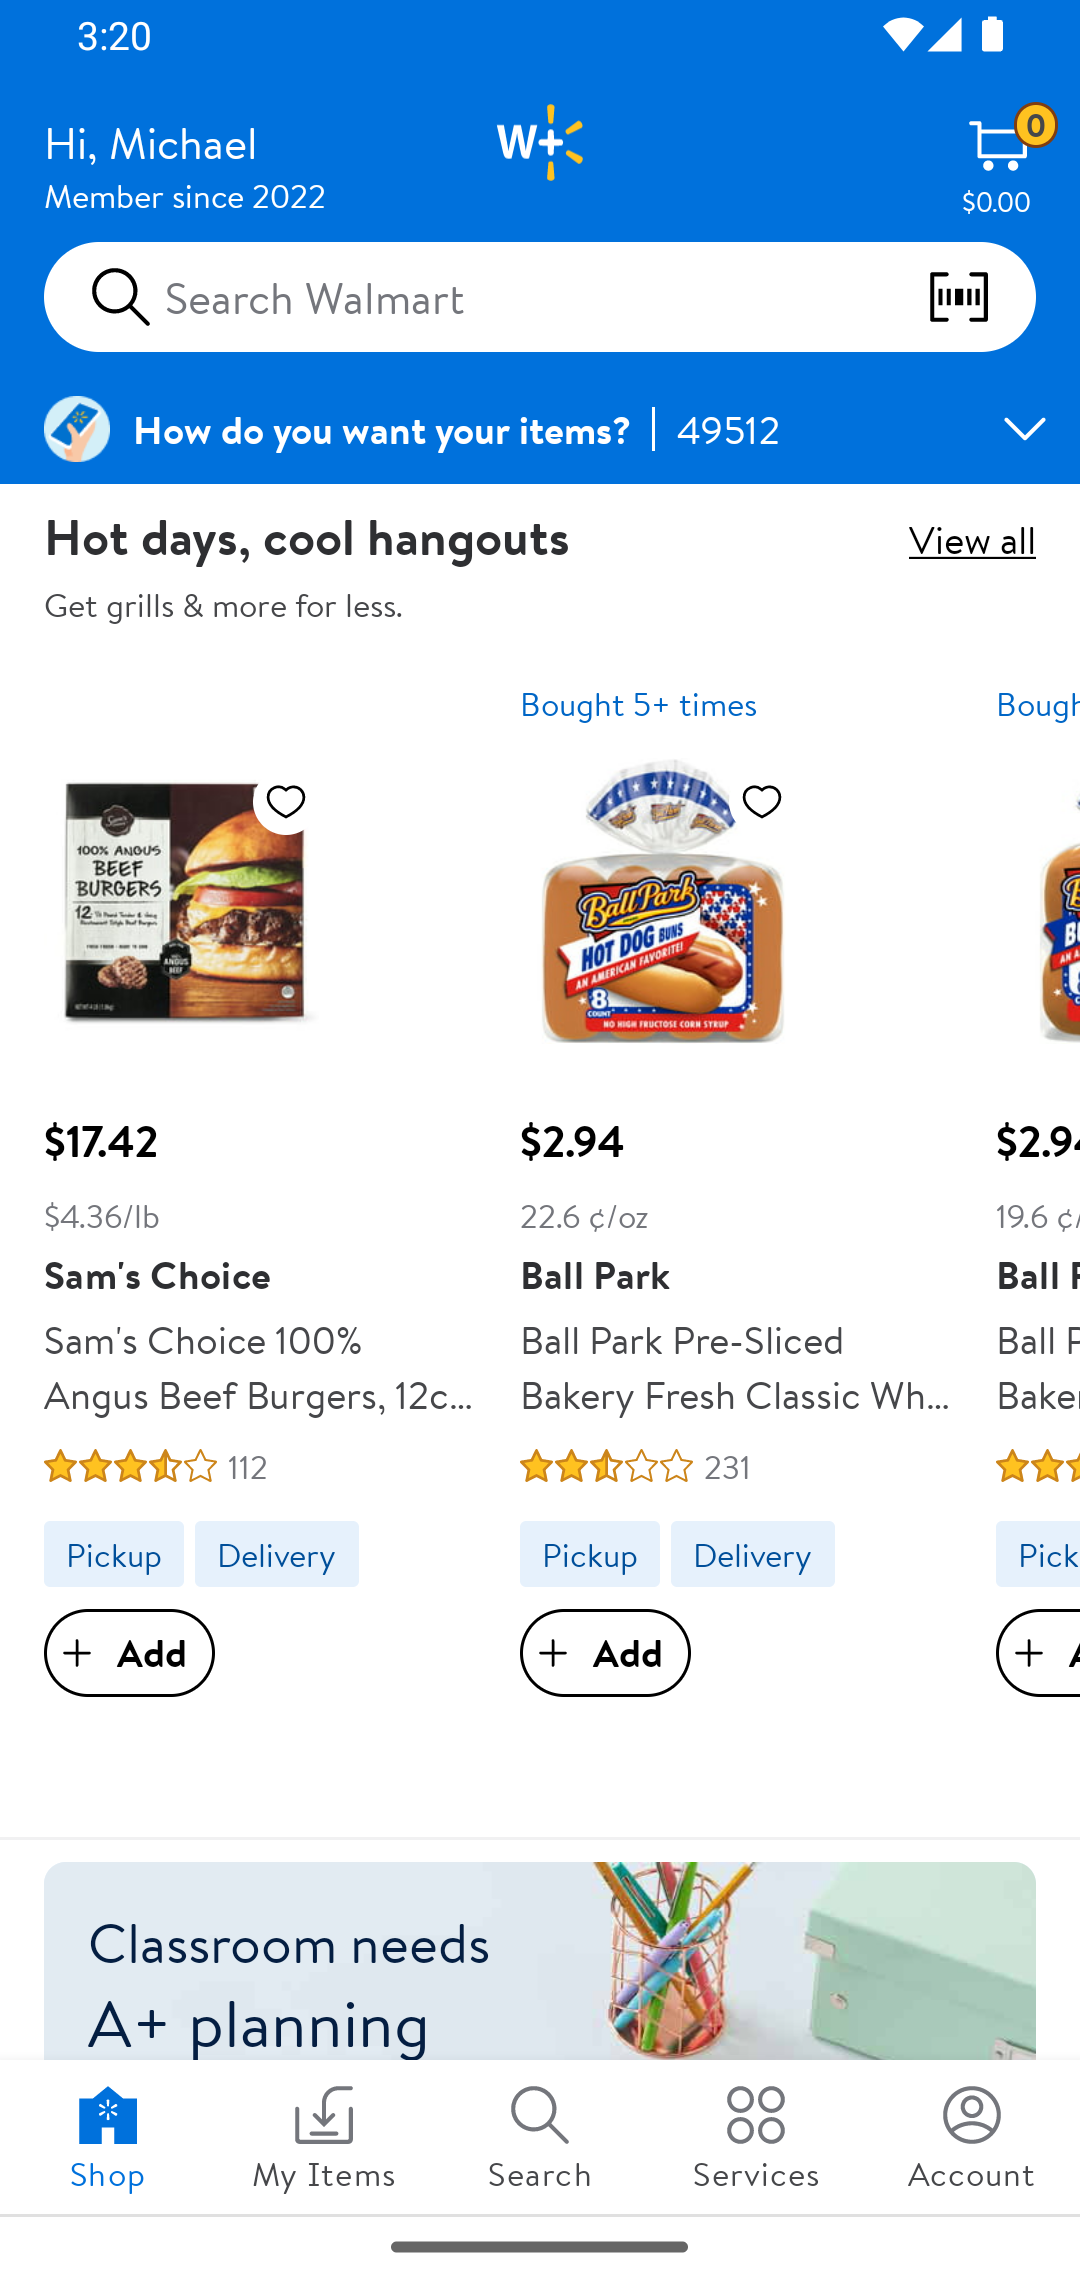 3:20
Hi, Michael
Member since 2022
W+
0
$0.00
Search Walmart
How do you want your items? | 49512
Hot days, cool hangouts
View all
Get grills & more for less.
Bought 5+ times
Bough
100% ANGUS
BEEF
BURGERS
12
ANGUS
BEEF
Ball Park
HOT DOG BUNS
AN AMERICAN FAVORITE!
8
COUNT
NO HIGH FRUCTOSE CORN SYRUP
$17.42
$2.94
$2.94
$4.36/lb
22.6 ¢/oz
19.6 ¢/
Sam's Choice
Ball Park
Ball P
Sam's Choice 100%
Angus Beef Burgers, 12c...
Ball Park Pre-Sliced
Bakery Fresh Classic Wh...
Ball P
Baker
112
231
Pickup
Delivery
Pickup
Delivery
Pick
+ Add
+ Add
+ A
Classroom needs
A+ planning
Shop
My Items
Search
Services
Account